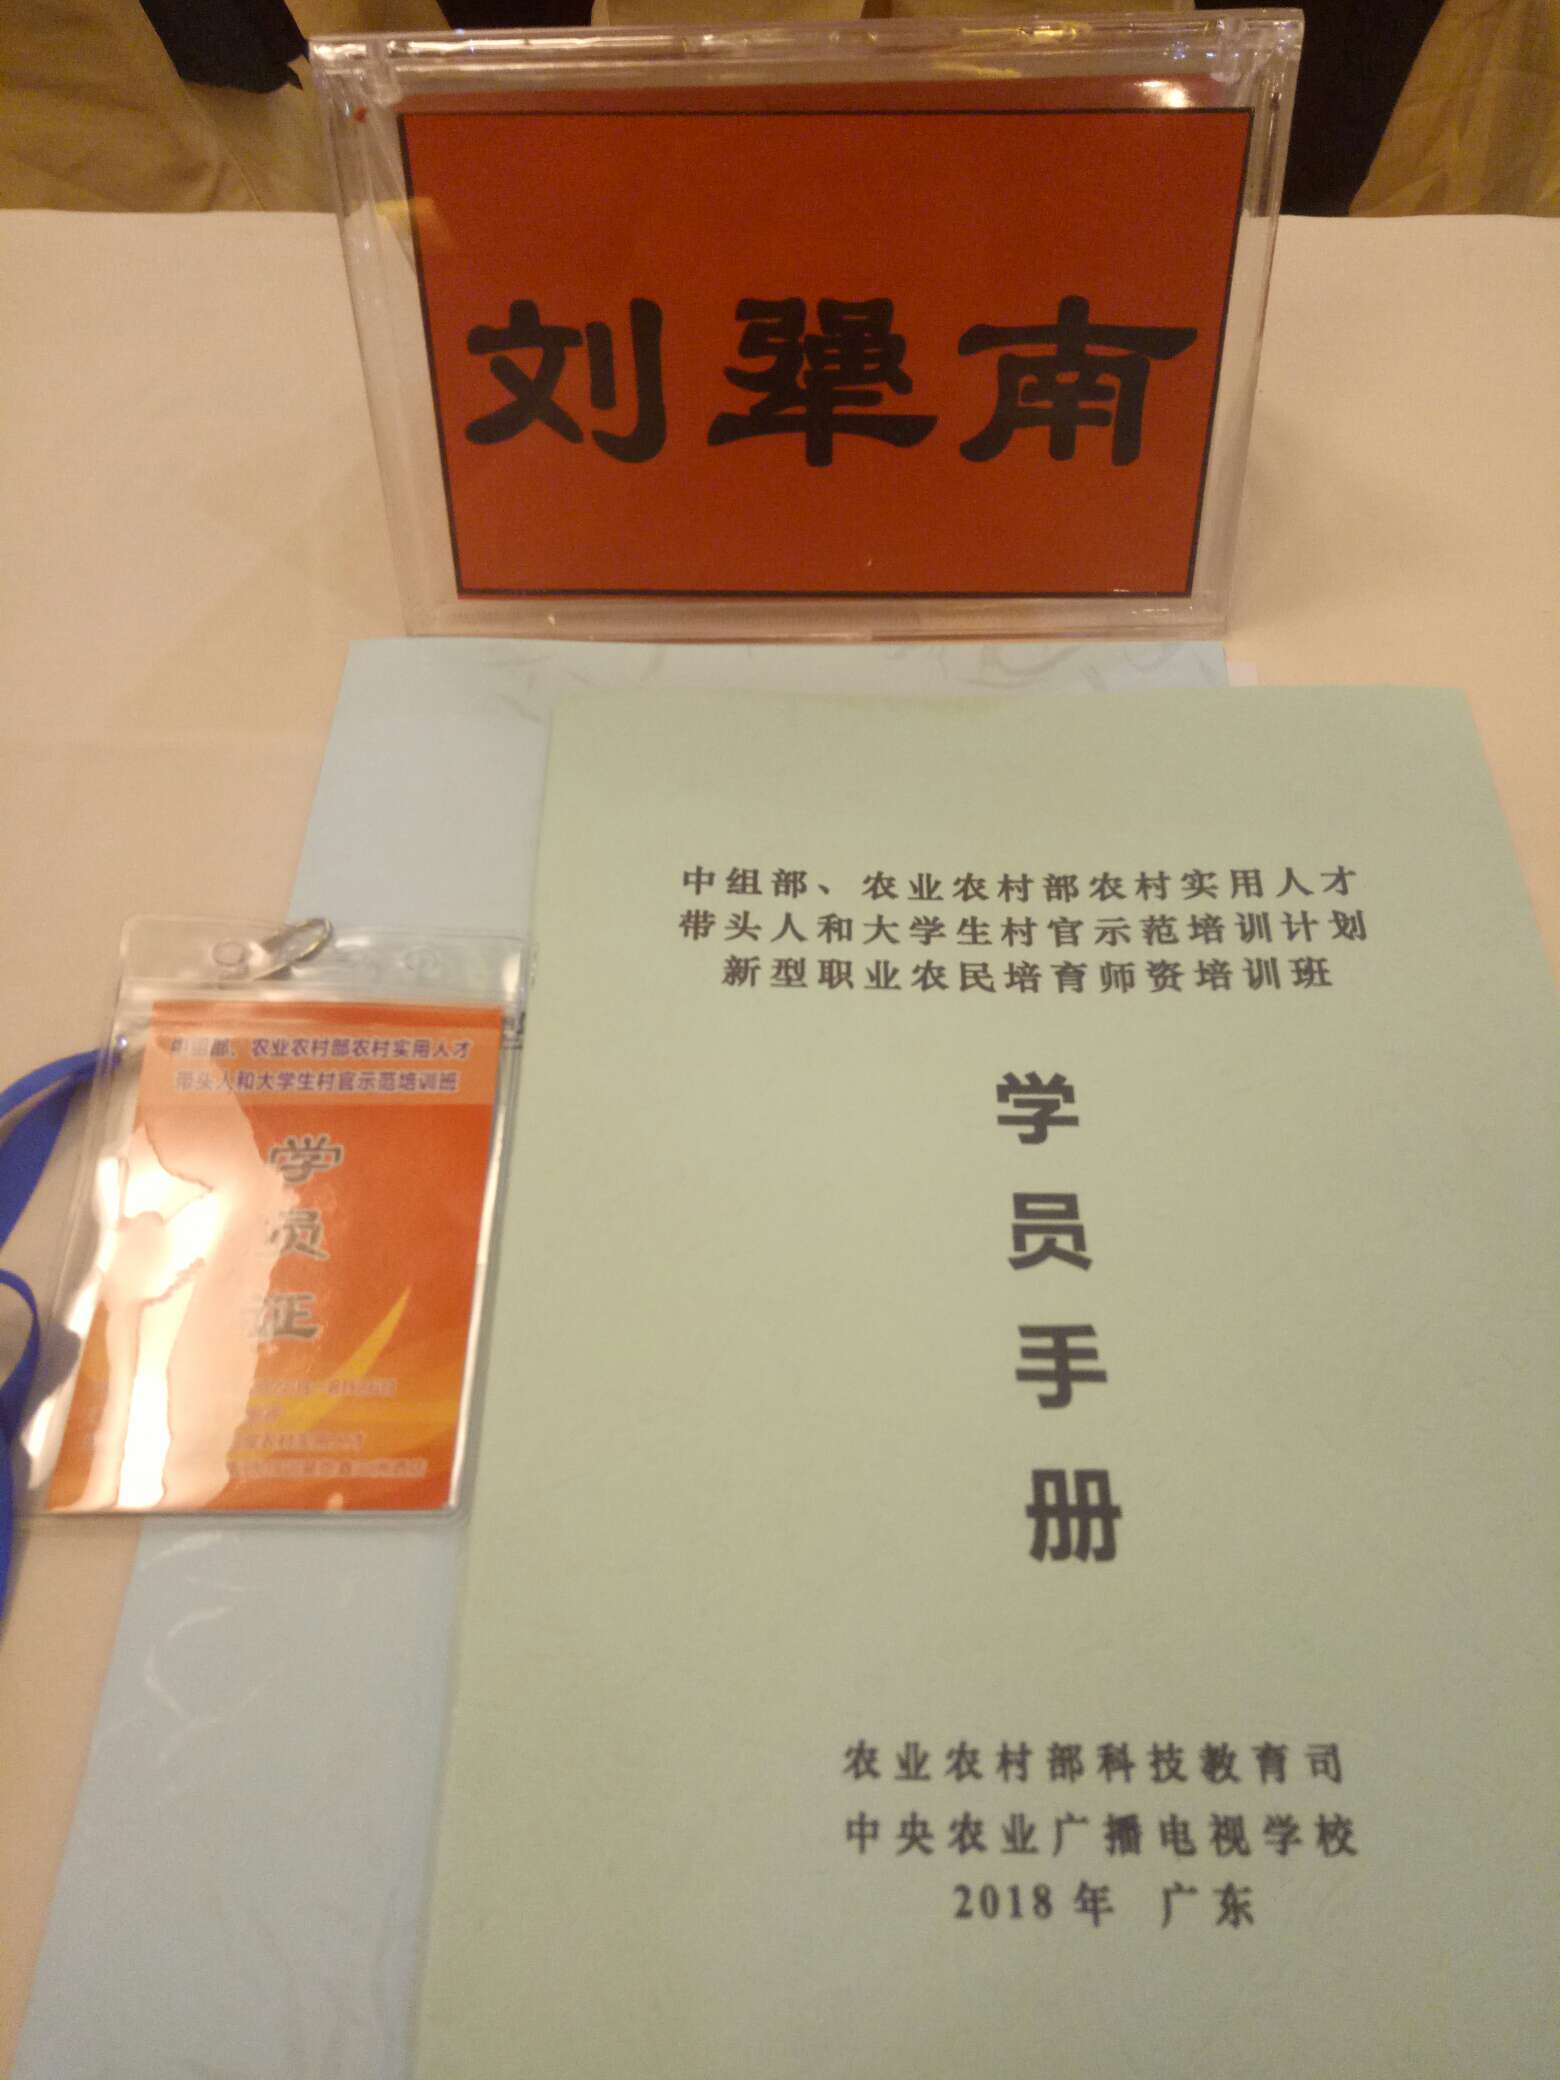 刘犟南
中组部、农业农村部农村实用人才
带头人和大学生村官示范培训计划
新型职业农民培育师资培训班
学
员
手
册
农业农村部科技教育司
中央农业广播电视学校
2018年 广东
中组部、农业农村部农村实用人才
带头人和大学生村官示范培训班
学
员
证